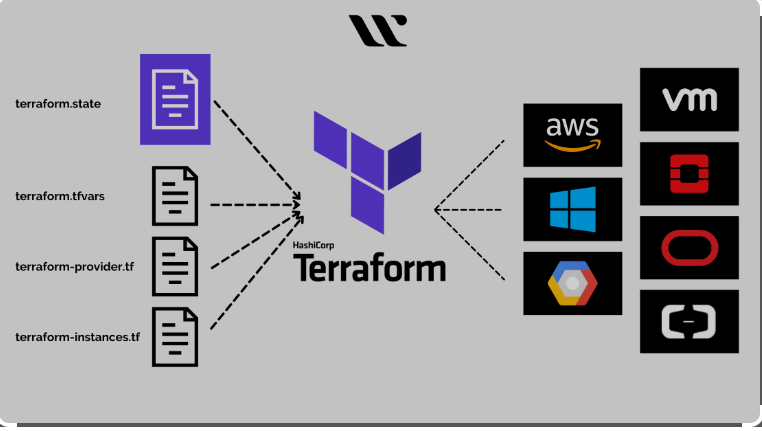 terraform.state
terraform.tfvars
terraform-provider.tf
terraform-instances.tf
HashiCorp
Terraform
aws
vm